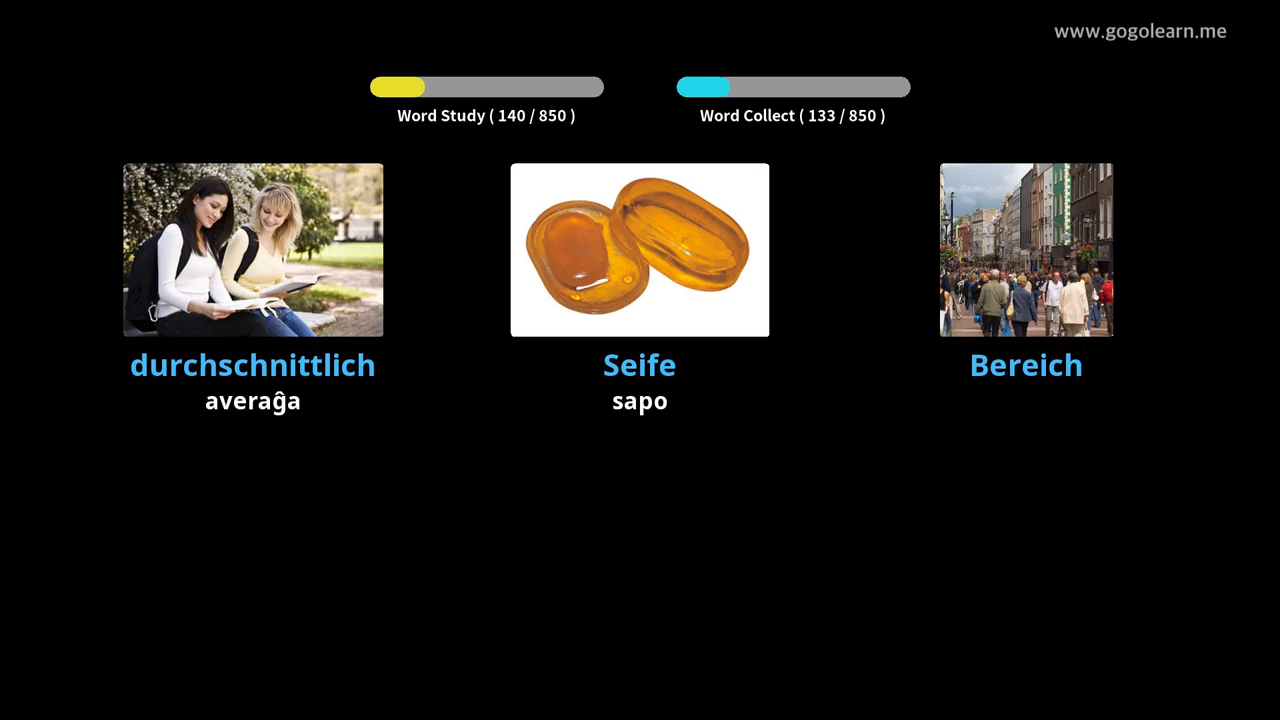 www.gogolearn.me
Word Study ( 140 / 850 )
Word Collect ( 133 / 850 )
durchschnittlich
averaĝa
Seife
sapo
Bereich